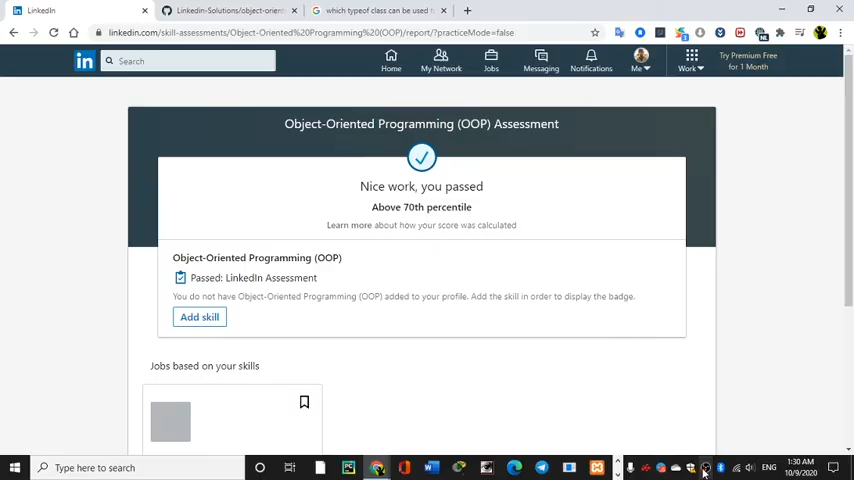 LinkedIn
Linkedin-Solutions/object-orient
which typeof class can be used f
linkedin.com/skill-assessments/Object-Oriented%20Programming%20(OOP)/report/?practiceMode=false
in
Search
Home
My Network
Jobs
Messaging
Notifications
Me
Work
Try Premium Free
for 1 Month
Object-Oriented Programming (OOP) Assessment
Nice work, you passed
Above 70th percentile
Learn more about how your score was calculated
Object-Oriented Programming (OOP)
Passed: LinkedIn Assessment
You do not have Object-Oriented Programming (OOP) added to your profile. Add the skill in order to display the badge.
Add skill
Jobs based on your skills
Type here to search
ENG
1:30 AM
10/9/2020